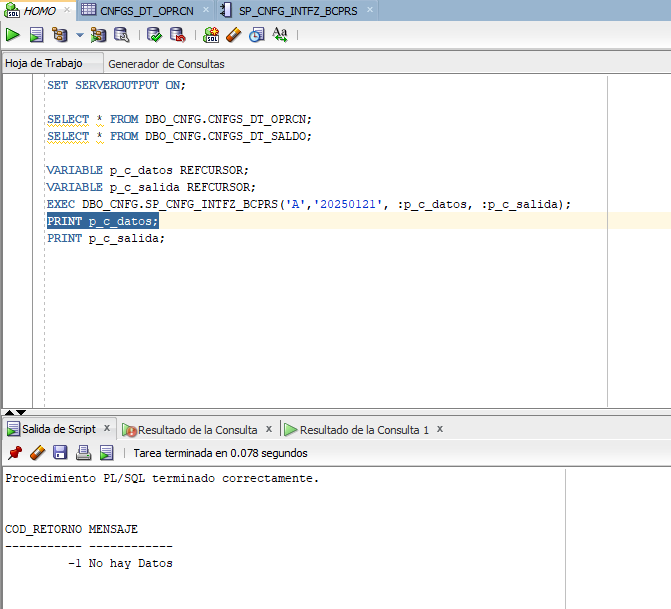 HOMO × CNFGS_DT_OPRCN × SP_CNFG_INTFZ_BCPRS ×
Hoja de Trabajo Generador de Consultas
SET SERVEROUTPUT ON;
SELECT * FROM DBO_CNFG.CNFGS_DT_OPRCN;
SELECT * FROM DBO_CNFG.CNFGS_DT_SALDO;
VARIABLE p_c_datos REFCURSOR;
VARIABLE p_c_salida REFCURSOR;
EXEC DBO_CNFG.SP_CNFG_INTFZ_BCPRS('A','20250121', :p_c_datos, :p_c_salida);
PRINT p_c_datos;
PRINT p_c_salida;
Salida de Script × Resultado de la Consulta × Resultado de la Consulta 1 ×
Tarea terminada en 0.078 segundos
Procedimiento PL/SQL terminado correctamente.
COD_RETORNO MENSAJE
----------- ------------
-1 No hay Datos